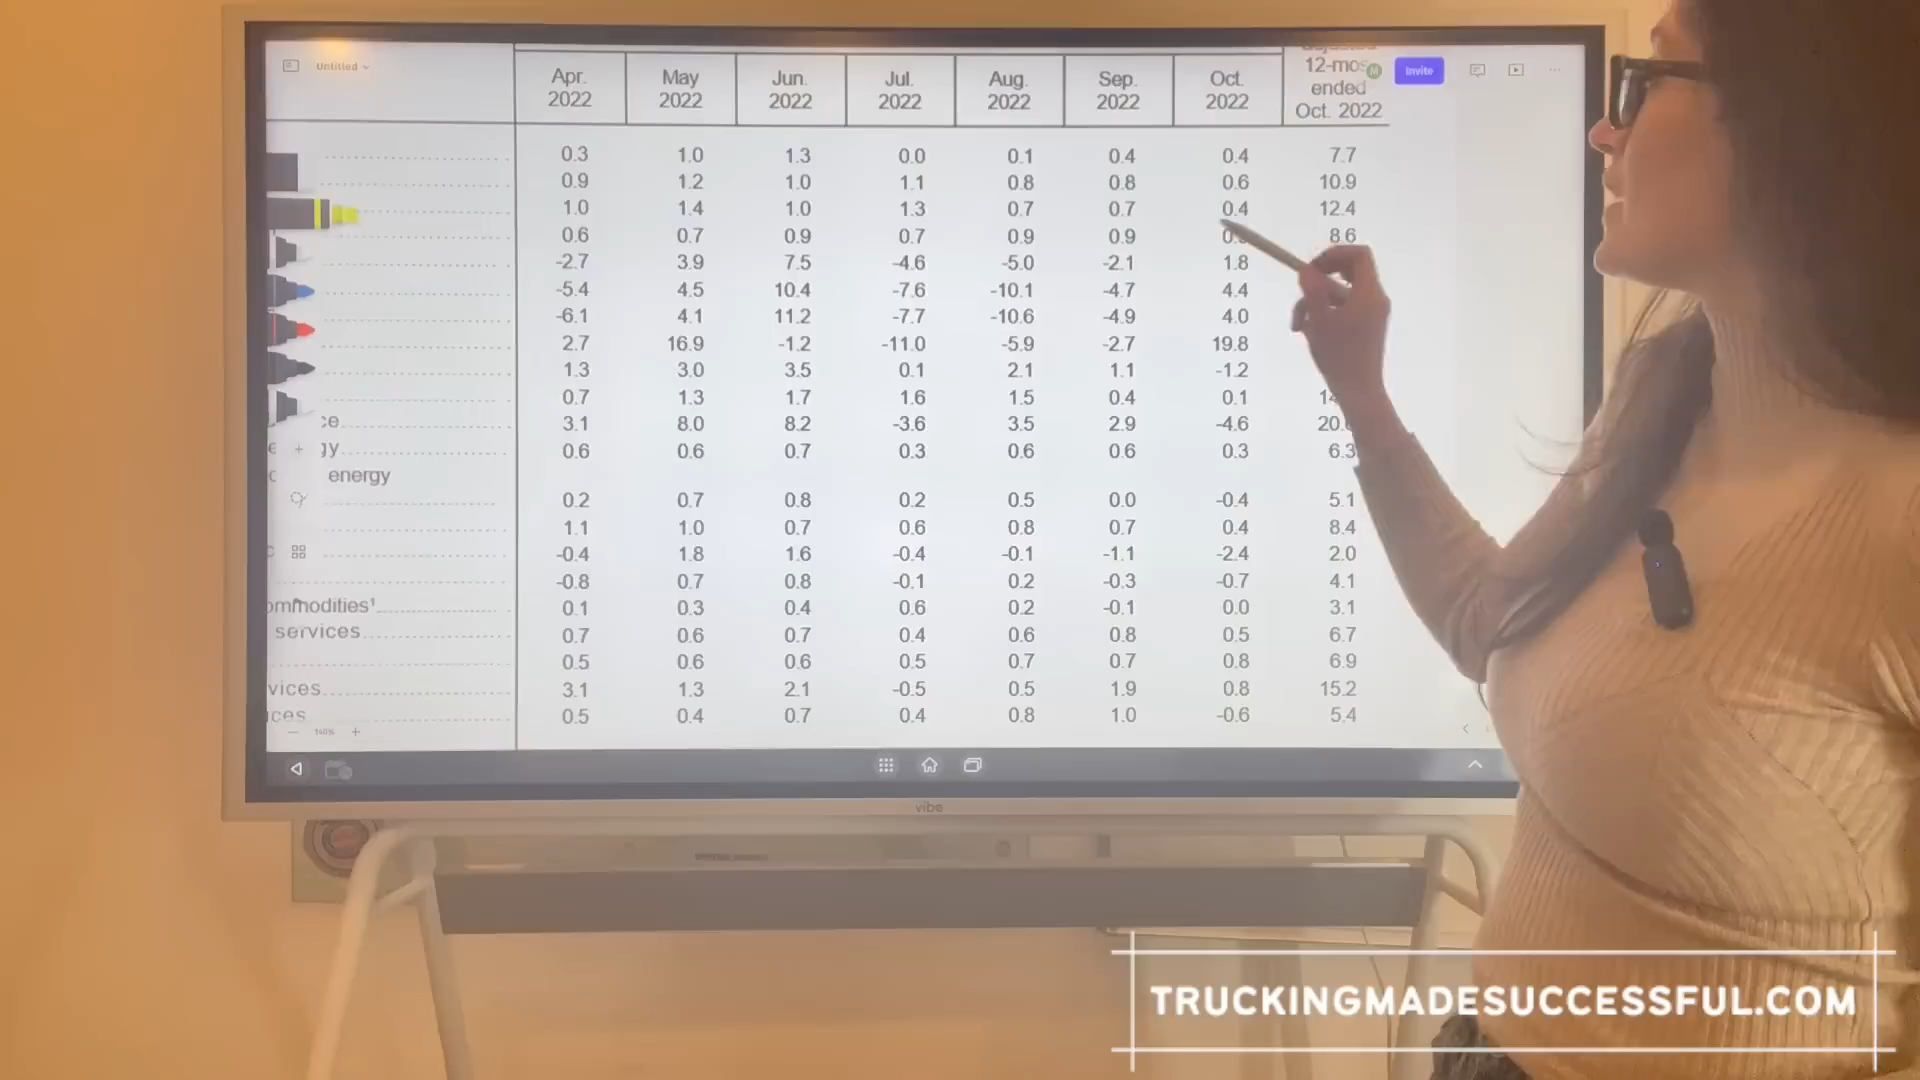 Untitled
Apr. 2022 May 2022 Jun. 2022 Jul. 2022 Aug. 2022 Sep. 2022 Oct. 2022 12-mos ended Oct. 2022
Invite
0.3 1.0 1.3 0.0 0.1 0.4 0.4 7.7
0.9 1.2 1.0 1.1 0.8 0.8 0.6 10.9
1.0 1.4 1.0 1.3 0.7 0.7 0.4 12.4
0.6 0.7 0.9 0.7 0.9 0.9 8.6
-2.7 3.9 7.5 -4.6 -5.0 -2.1 1.8
-5.4 4.5 10.4 -7.6 -10.1 -4.7 4.4
-6.1 4.1 11.2 -7.7 -10.6 -4.9 4.0
2.7 16.9 -1.2 -11.0 -5.9 -2.7 19.8
1.3 3.0 3.5 0.1 2.1 1.1 -1.2
0.7 1.3 1.7 1.6 1.5 0.4 0.1
3.1 8.0 8.2 -3.6 3.5 2.9 -4.6
0.6 0.6 0.7 0.3 0.6 0.6 0.3 6.3
energy
0.2 0.7 0.8 0.2 0.5 0.0 -0.4 5.1
1.1 1.0 0.7 0.6 0.8 0.7 0.4 8.4
-0.4 1.8 1.6 -0.4 -0.1 -1.1 -2.4 2.0
-0.8 0.7 0.8 -0.1 0.2 -0.3 -0.7 4.1
ommodities¹ 0.1 0.3 0.4 0.6 0.2 -0.1 0.0 3.1
services 0.7 0.6 0.7 0.4 0.6 0.8 0.5 6.7
0.5 0.6 0.6 0.5 0.7 0.7 0.8 6.9
vices 3.1 1.3 2.1 -0.5 0.5 1.9 0.8 15.2
ices 0.5 0.4 0.7 0.4 0.8 1.0 -0.6 5.4
140%
vibe
TRUCKINGMADESUCCESSFUL.COM